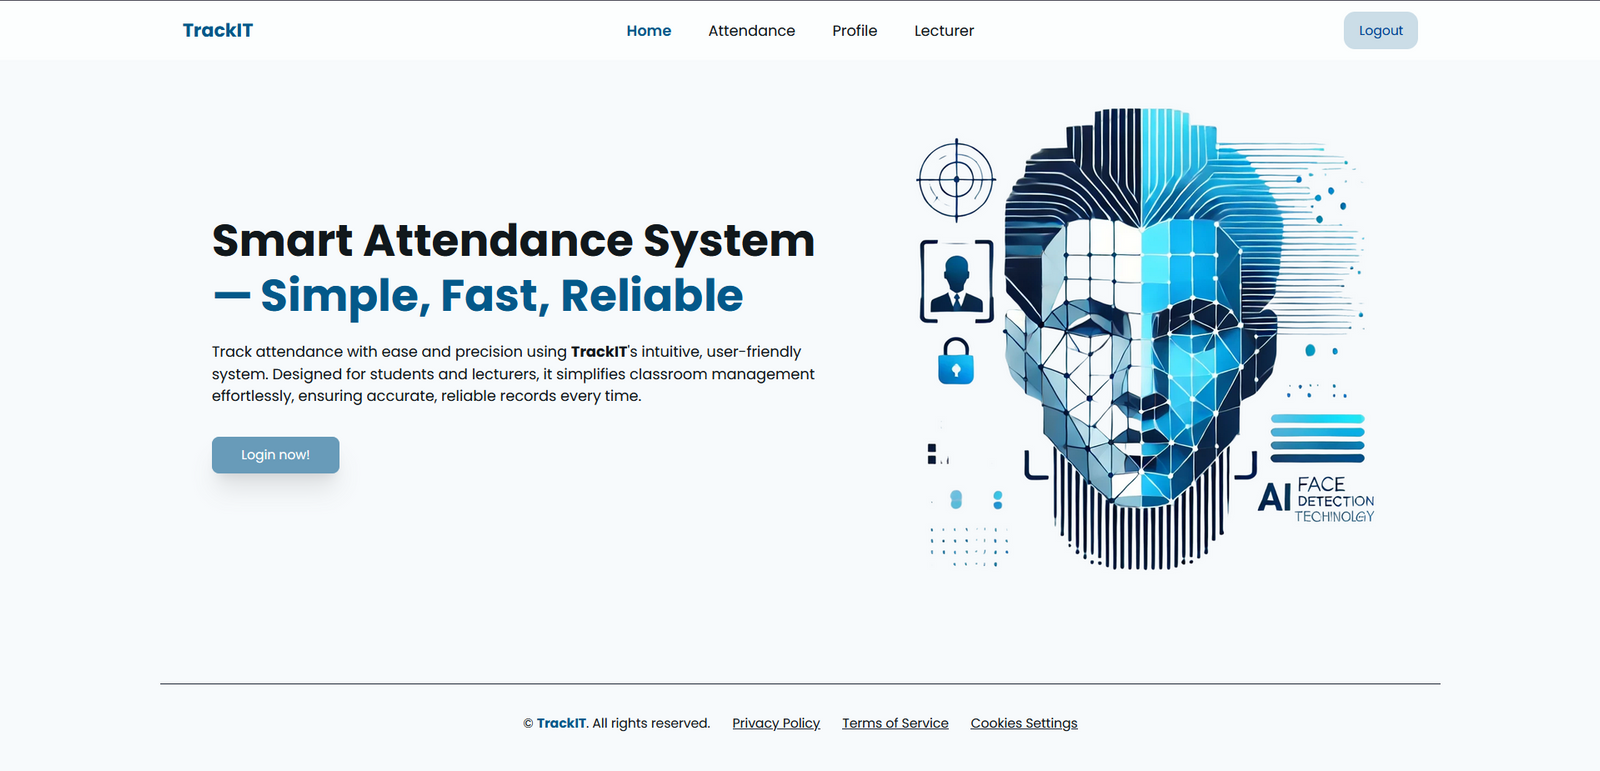 TrackIT
Home Attendance Profile Lecturer
Logout
Smart Attendance System
— Simple, Fast, Reliable
Track attendance with ease and precision using TrackIT's intuitive, user-friendly
system. Designed for students and lecturers, it simplifies classroom management
effortlessly, ensuring accurate, reliable records every time.
Login now!
AI FACE
DETECTION
TECHINOLGY
© TrackIT. All rights reserved. Privacy Policy Terms of Service Cookies Settings